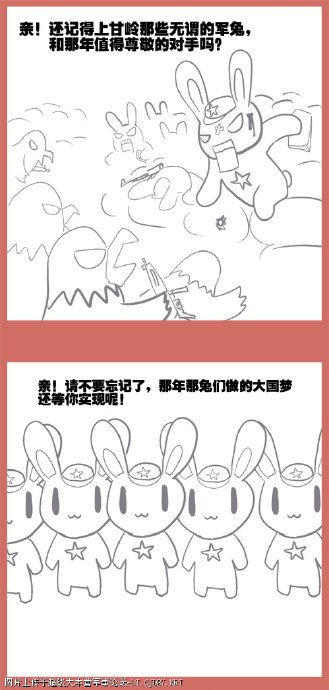 亲！还记得上甘岭那些无谓的军兔，
和那年值得尊敬的对手吗？
亲！请不要忘记了，那年那兔们做的大国梦
还等你实现呢！